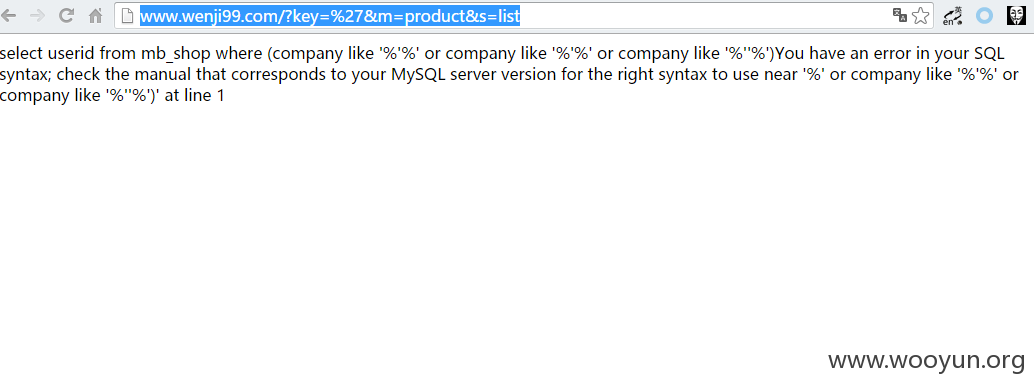 www.wenji99.com/?key=%27&m=product&s=list
select userid from mb_shop where (company like '%'%' or company like '%'%' or company like '%''%')You have an error in your SQL
syntax; check the manual that corresponds to your MySQL server version for the right syntax to use near '%' or company like '%'%' or
company like '%''%')' at line 1
www.wooyun.org